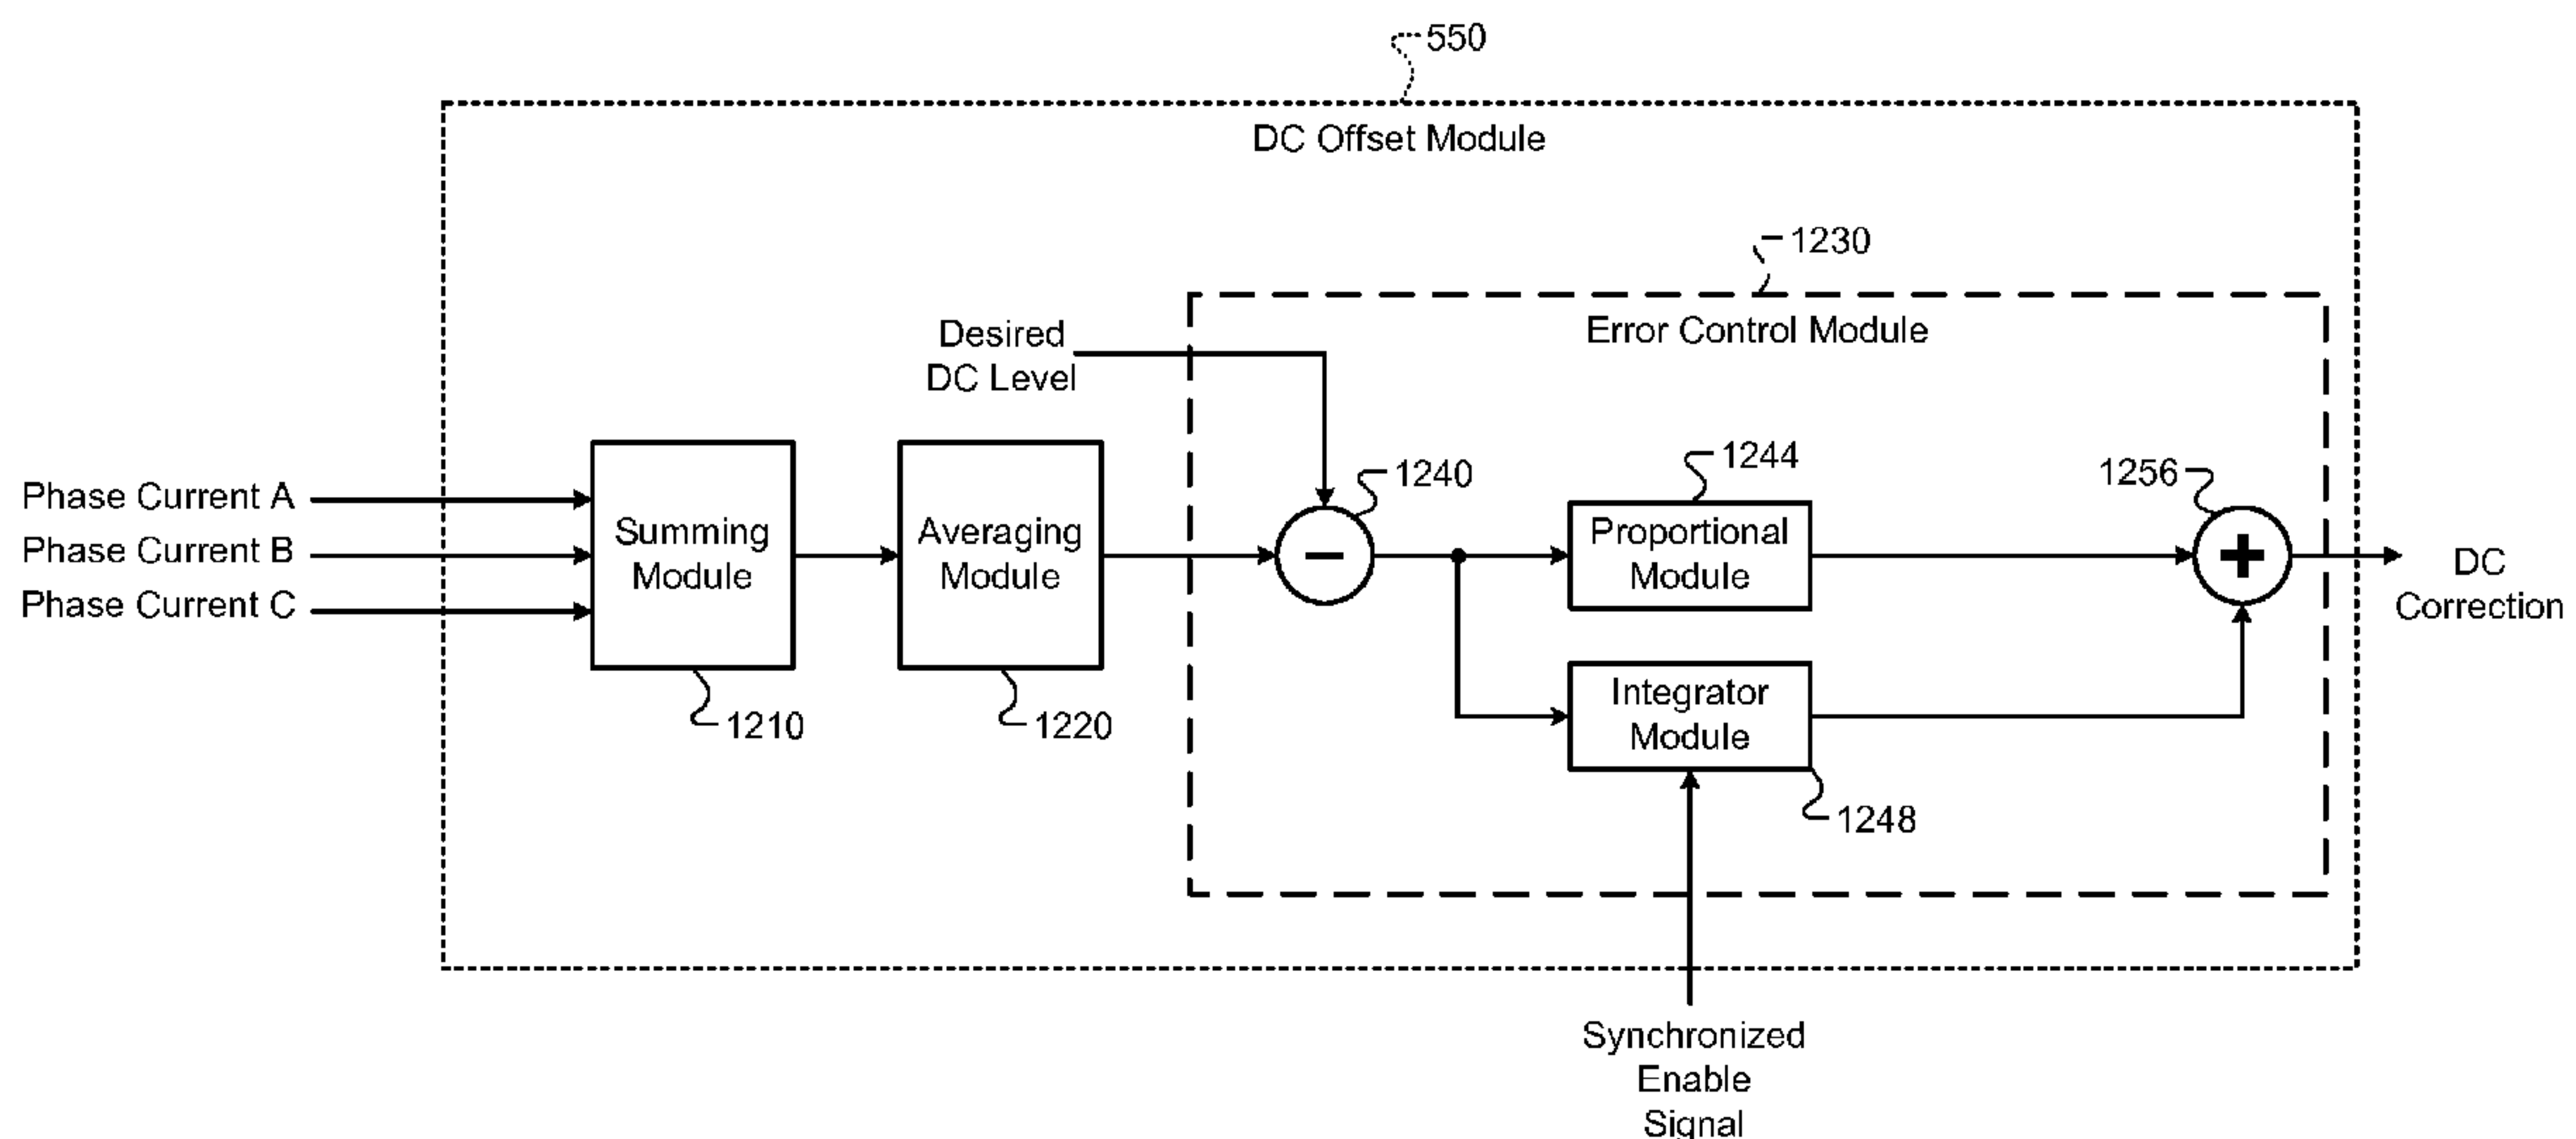 550
DC Offset Module
1230
Error Control Module
Desired
DC Level
1240
1244
1256
Phase Current A
Phase Current B
Phase Current C
Summing
Module
Averaging
Module
−
Proportional
Module
+
DC
Correction
Integrator
Module
1210
1220
1248
Synchronized
Enable
Signal